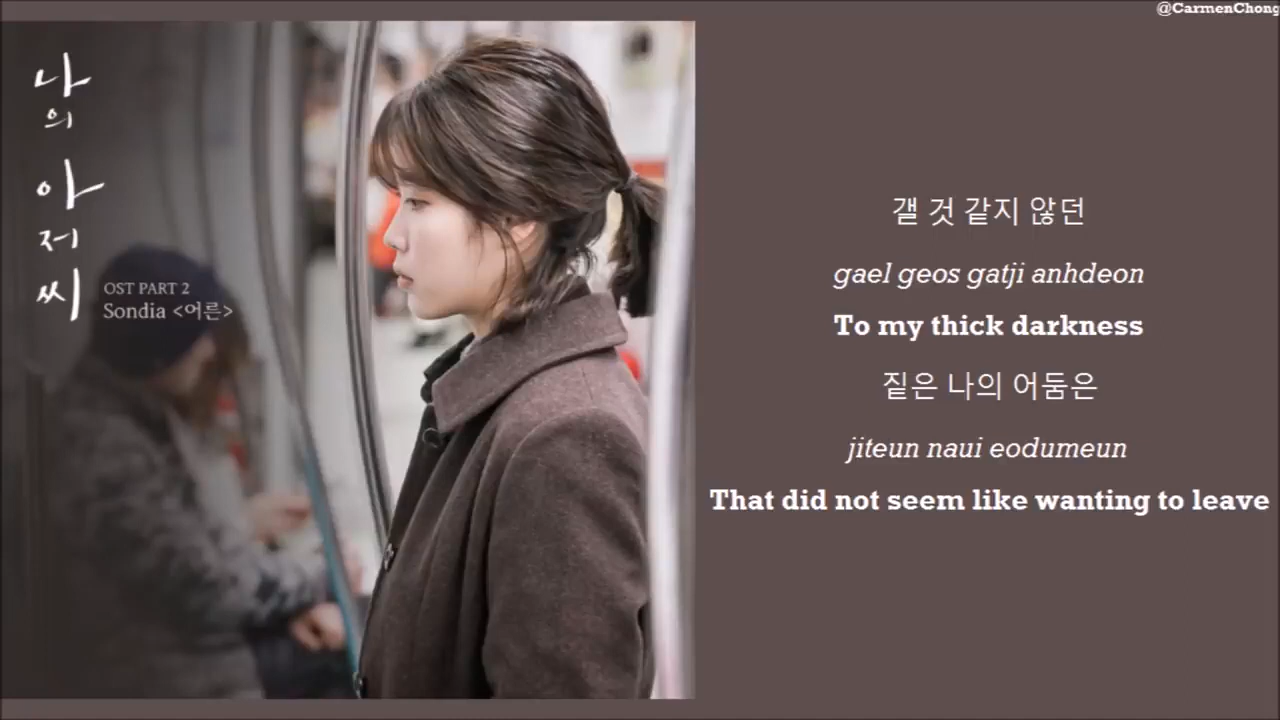 @CarmenChong
나
의
아
저
씨
OST PART 2
Sondia <어른>
갤 것 같지 않던
gael geos gatji anhdeon
To my thick darkness
짙은 나의 어둠은
jiteun naui eodumeun
That did not seem like wanting to leave